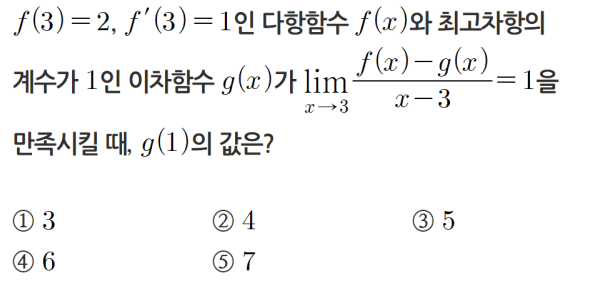 f(3)=2, f′(3)=1인 다항함수 f(x)와 최고차항의
계수가 1인 이차함수 g(x)가 lim_{x→3} \frac{f(x)-g(x)}{x-3}=1을
만족시킬 때, g(1)의 값은?
① 3 ② 4 ③ 5
④ 6 ⑤ 7